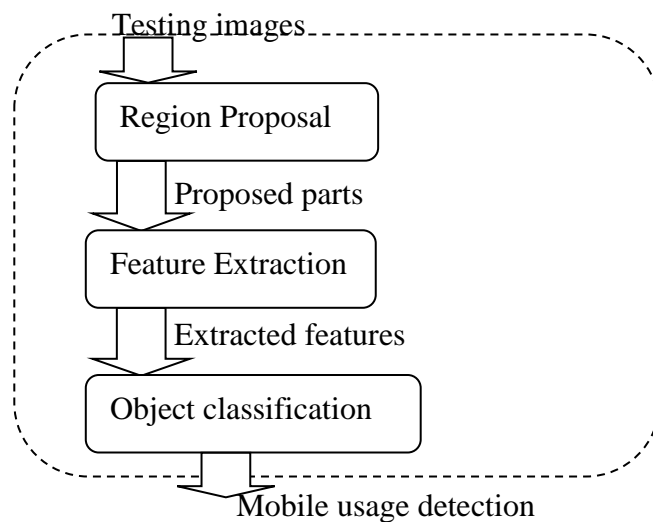 Testing images
Region Proposal
Proposed parts
Feature Extraction
Extracted features
Object classification
Mobile usage detection